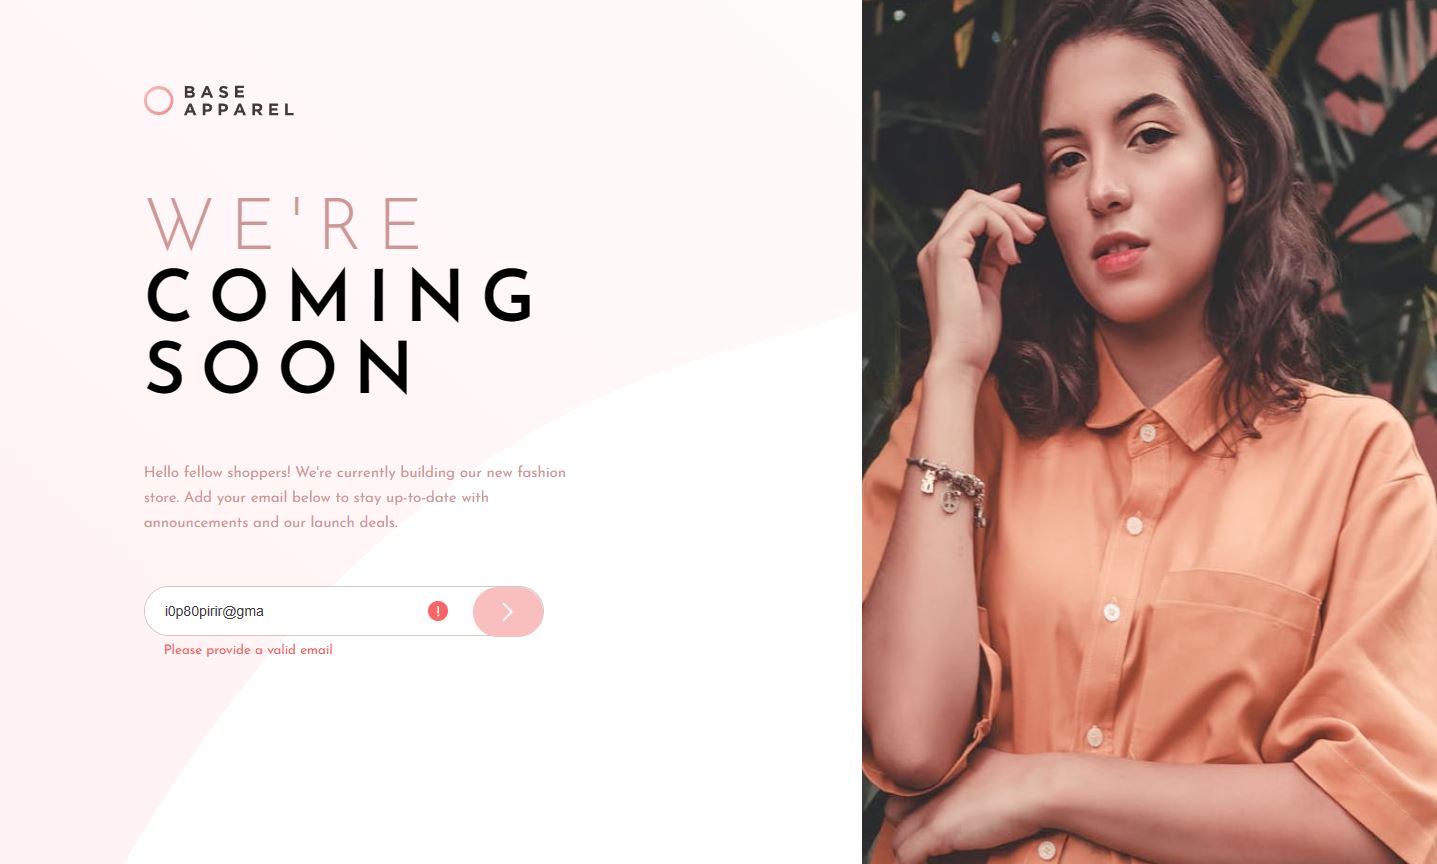 BASE
APPAREL
WE'RE
COMING
SOON
Hello fellow shoppers! We're currently building our new fashion
store. Add your email below to stay up-to-date with
announcements and our launch deals.
i0p80pirir@gma
!
Please provide a valid email